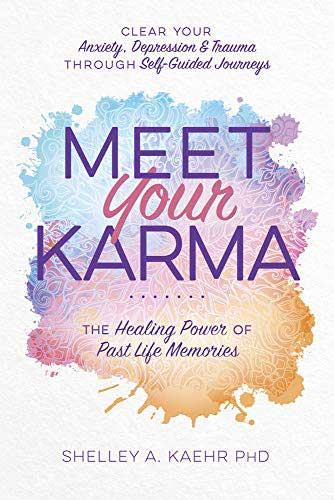 CLEAR YOUR
Anxiety, Depression & Trauma
THROUGH Self-Guided Journeys
MEET
Your
KARMA
THE Healing Power OF
Past Life Memories
SHELLEY A. KAEHR PHD